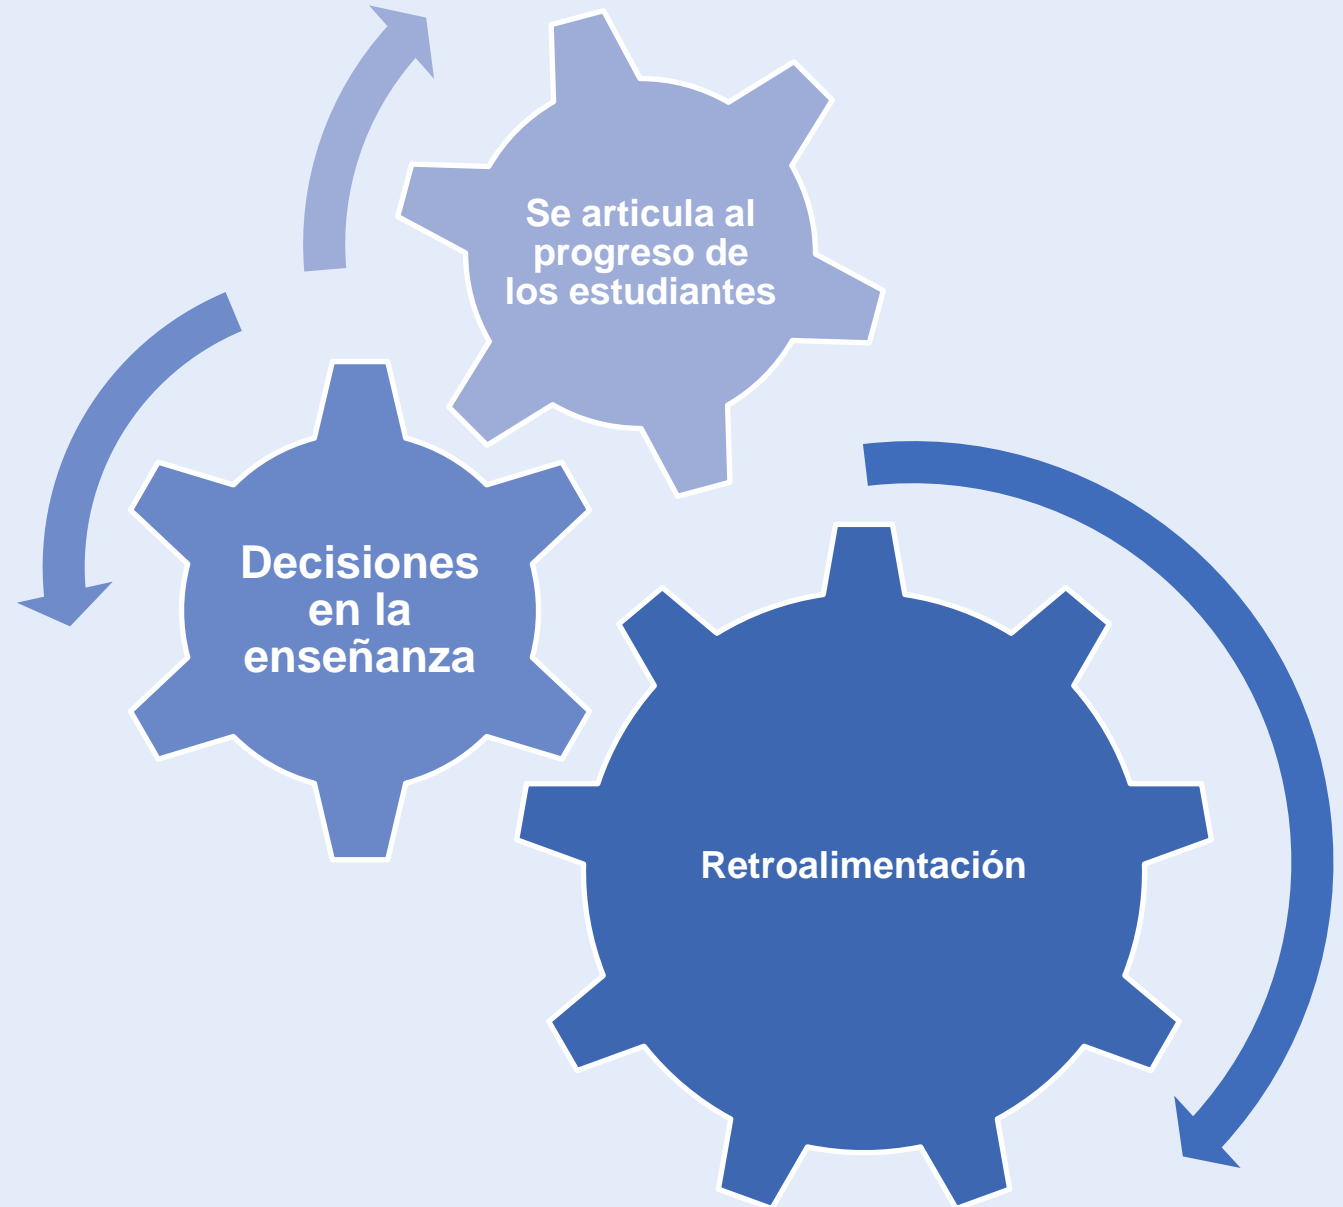 Se articula al
progreso de
los estudiantes
Decisiones
en la
enseñanza
Retroalimentación